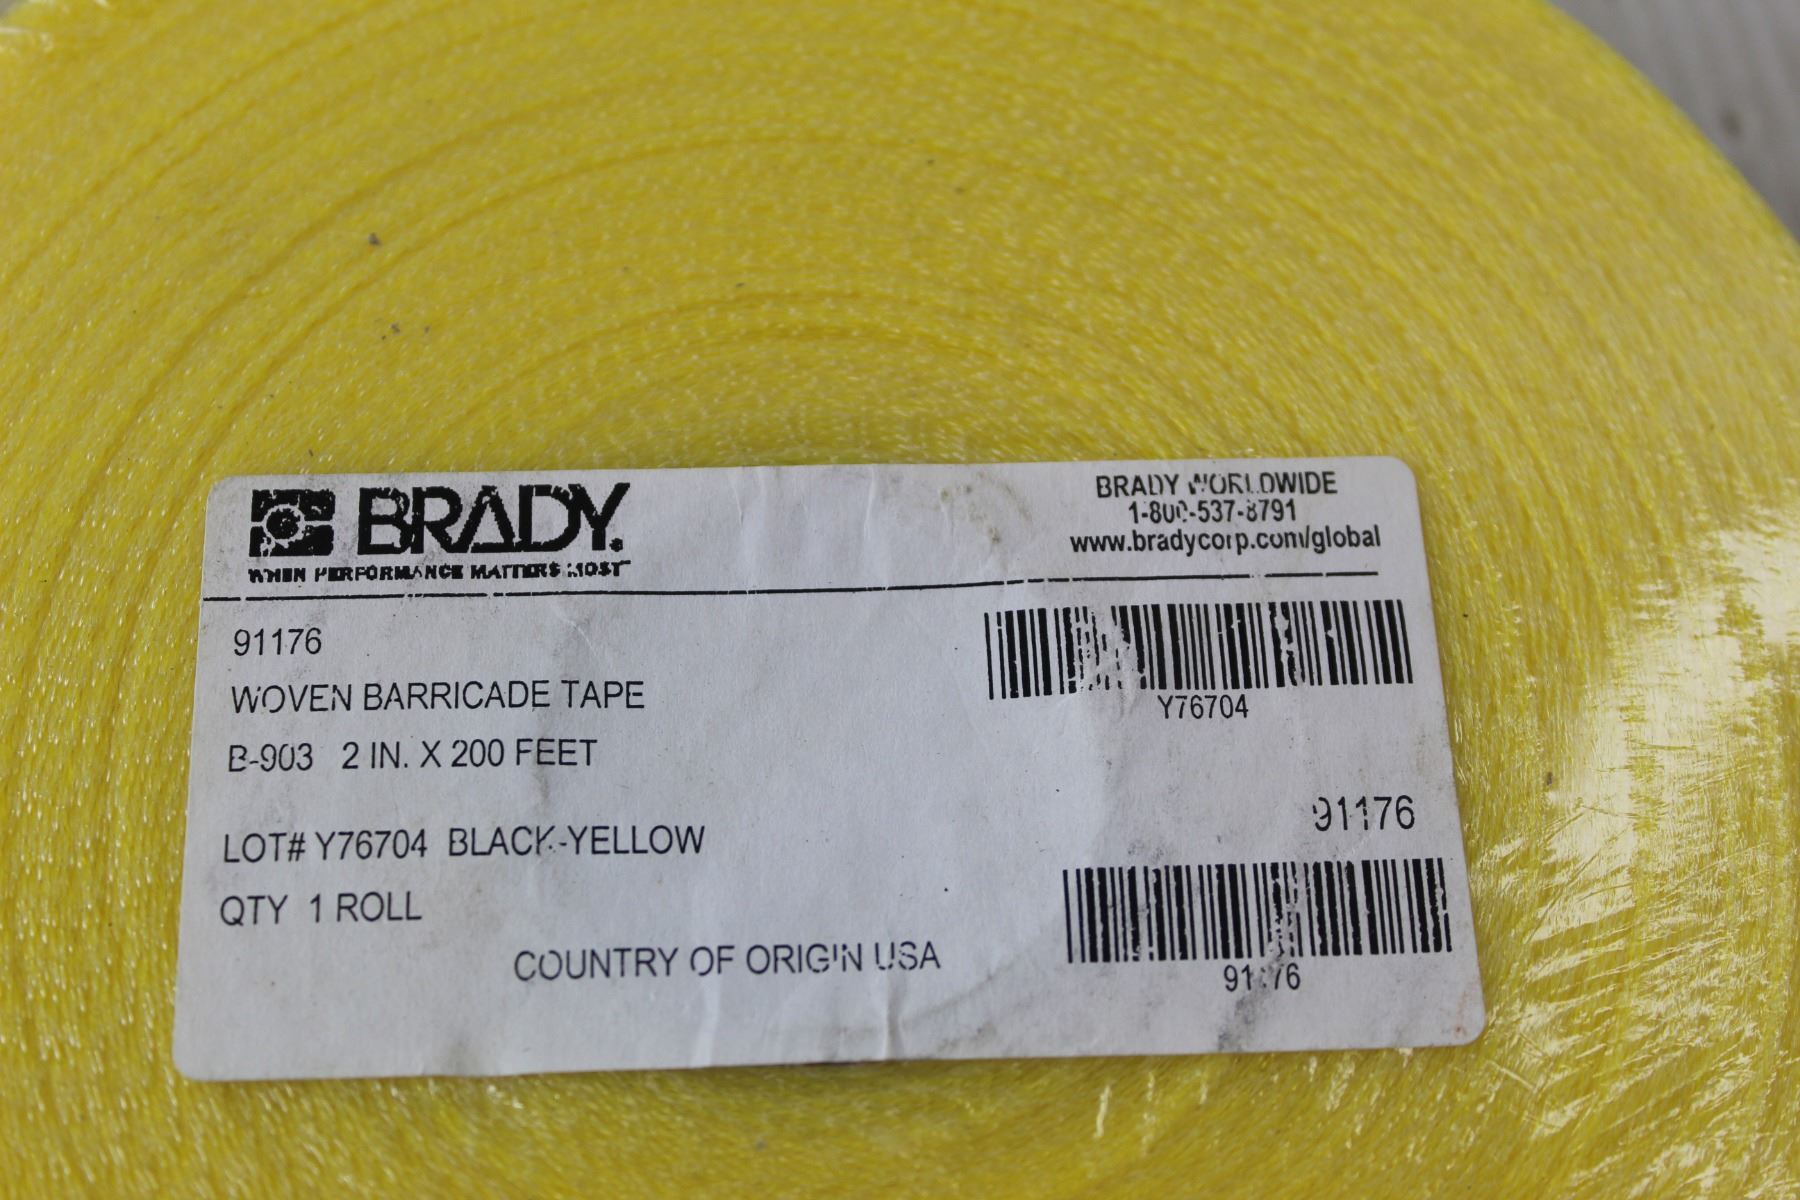 BRADY.
WHEN PERFORMANCE MATTERS MOST
BRADY WORLDWIDE
1-800-537-8791
www.bradycorp.com/global
91176
WOVEN BARRICADE TAPE
B-903 2 IN. X 200 FEET
LOT# Y76704 BLACK-YELLOW
QTY 1 ROLL
COUNTRY OF ORIGIN USA
Y76704
91176
91176